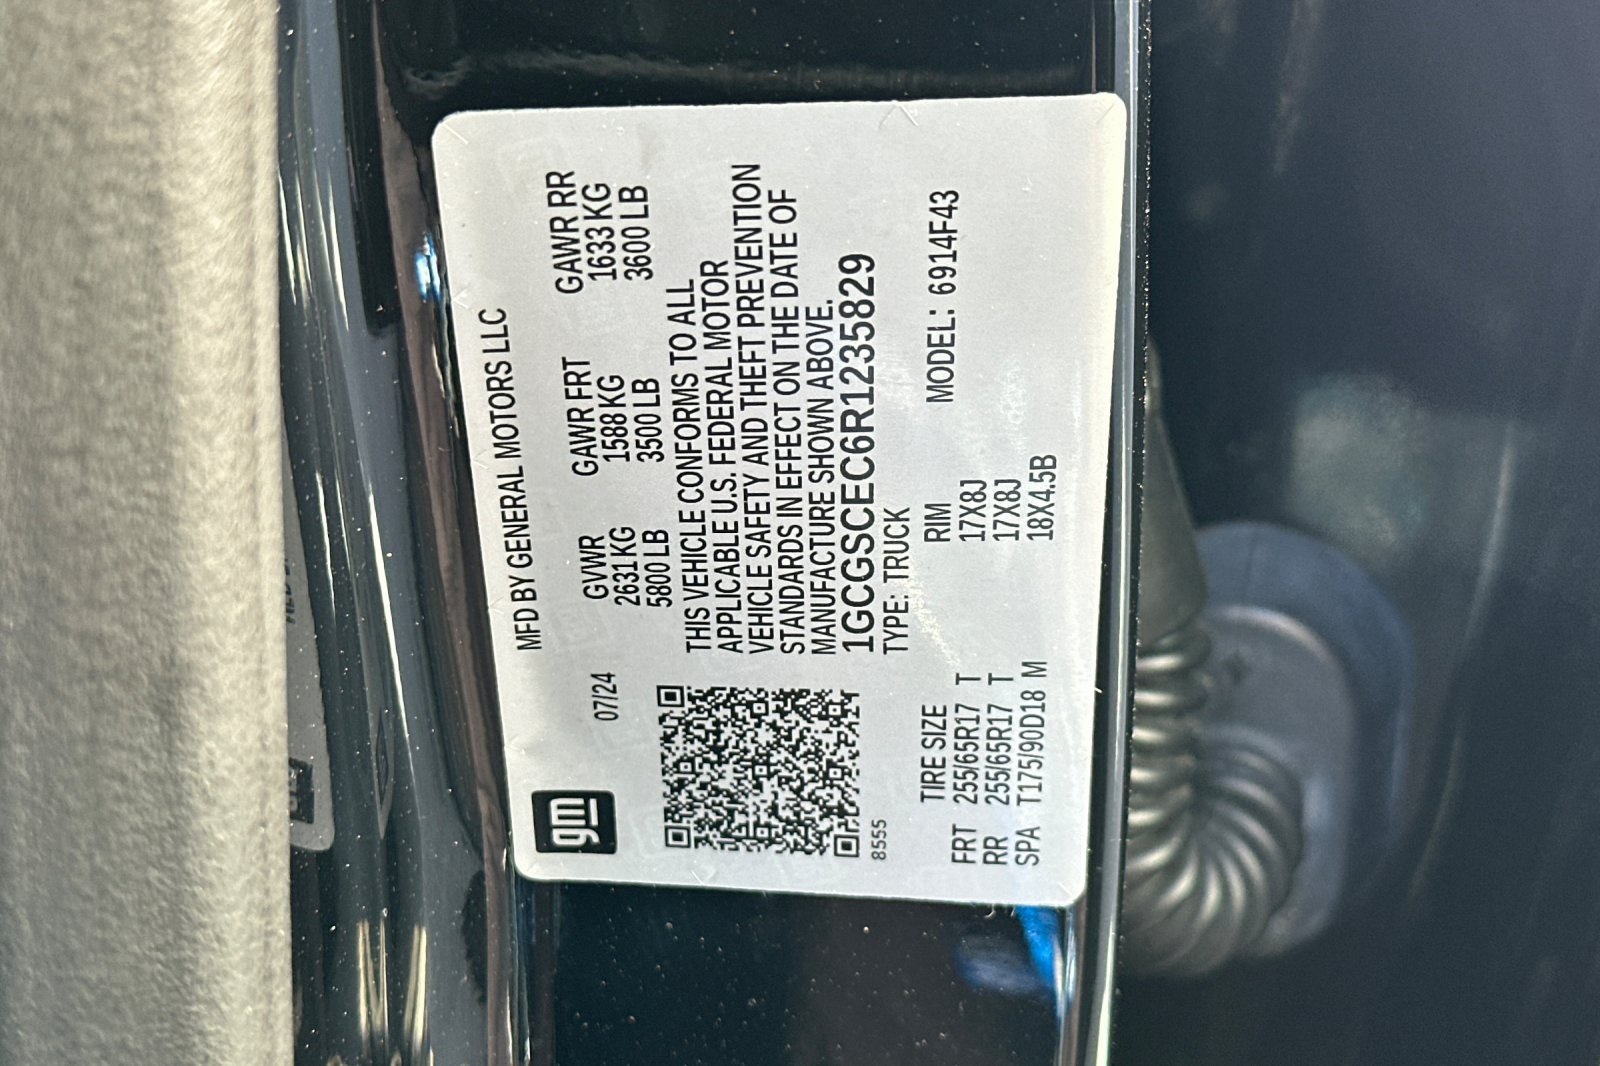 gm
07/24
MFD BY GENERAL MOTORS LLC
GVWR GAWR FRT GAWR RR
2631 KG 1588 KG 1633 KG
5800 LB 3500 LB 3600 LB
THIS VEHICLE CONFORMS TO ALL
APPLICABLE U.S. FEDERAL MOTOR
VEHICLE SAFETY AND THEFT PREVENTION
STANDARDS IN EFFECT ON THE DATE OF
MANUFACTURE SHOWN ABOVE.
1GCGSCEC6R1235829
8555
TYPE: TRUCK
TIRE SIZE RIM MODEL: 6914F43
FRT 255/65R17 T 17X8J
RR 255/65R17 T 17X8J
SPA T175/90D18 M 18X4.5B